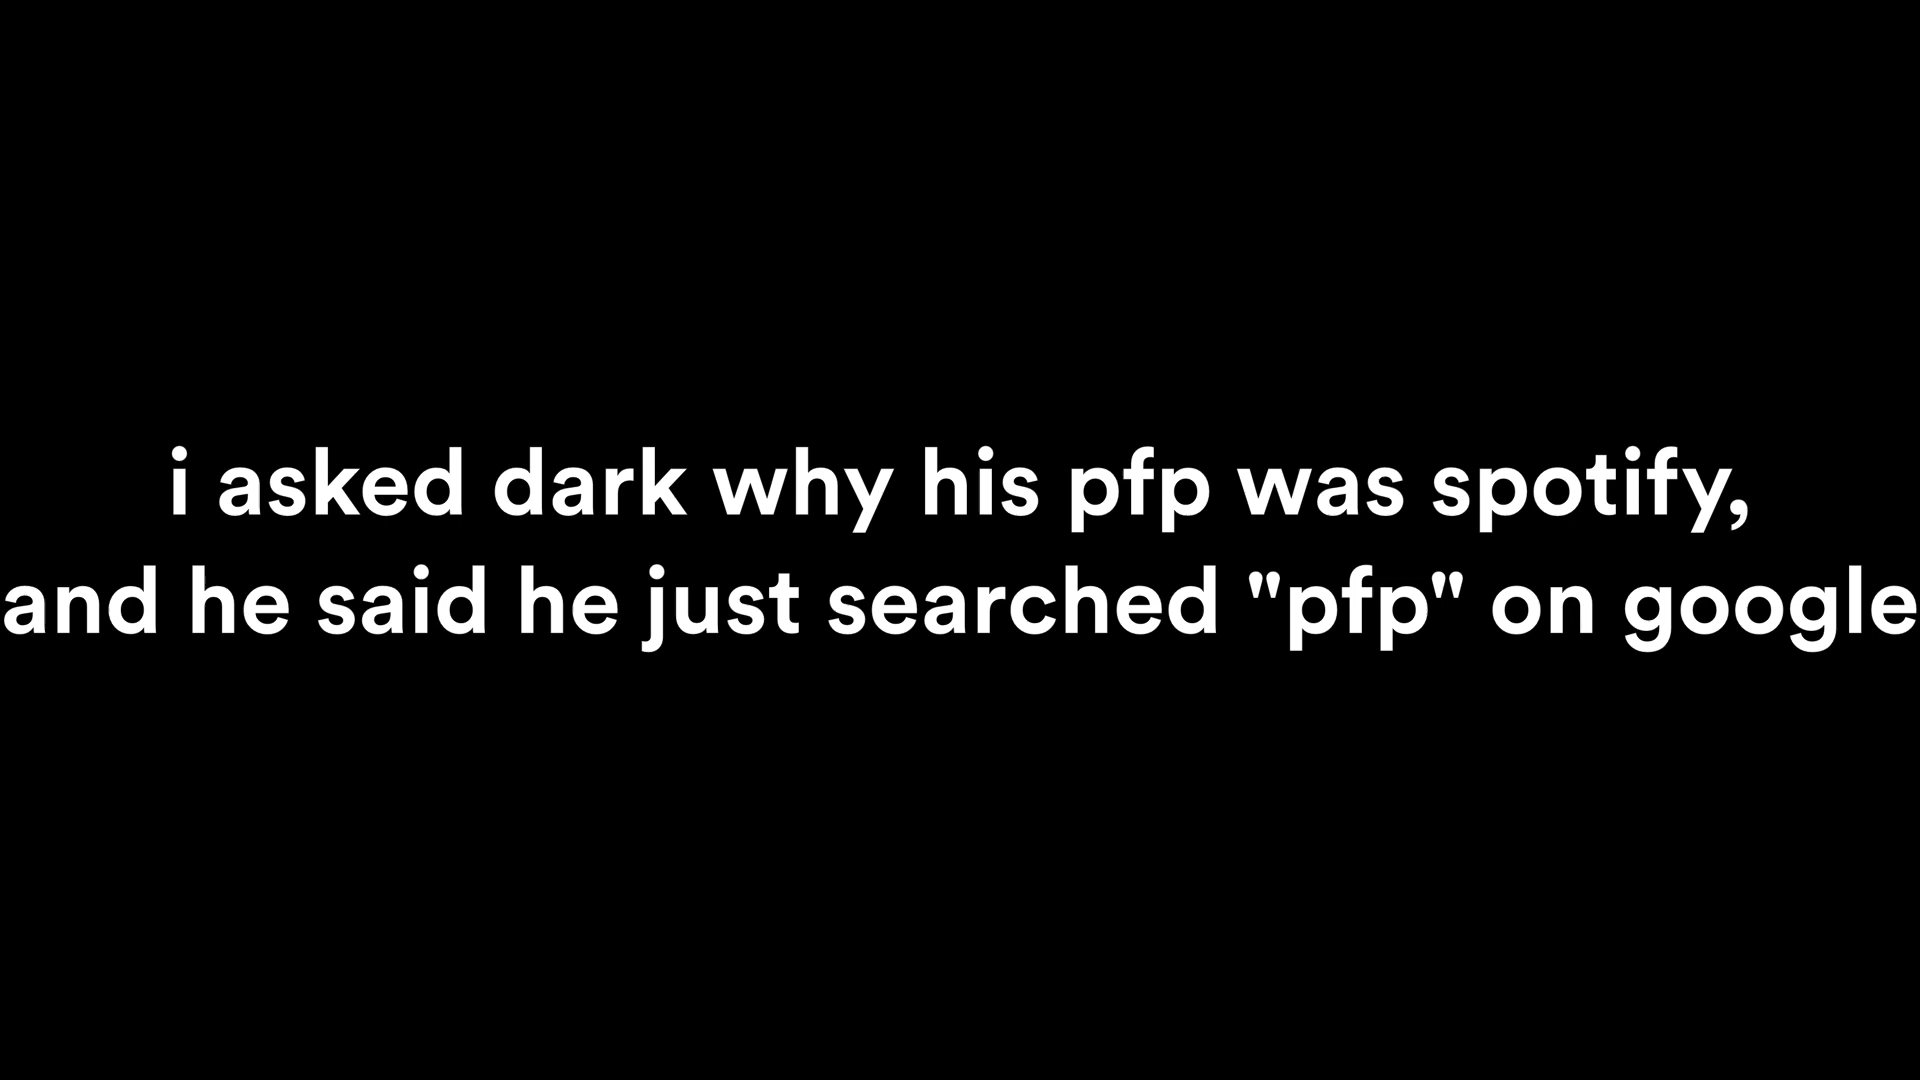 i asked dark why his pfp was spotify,
and he said he just searched "pfp" on google